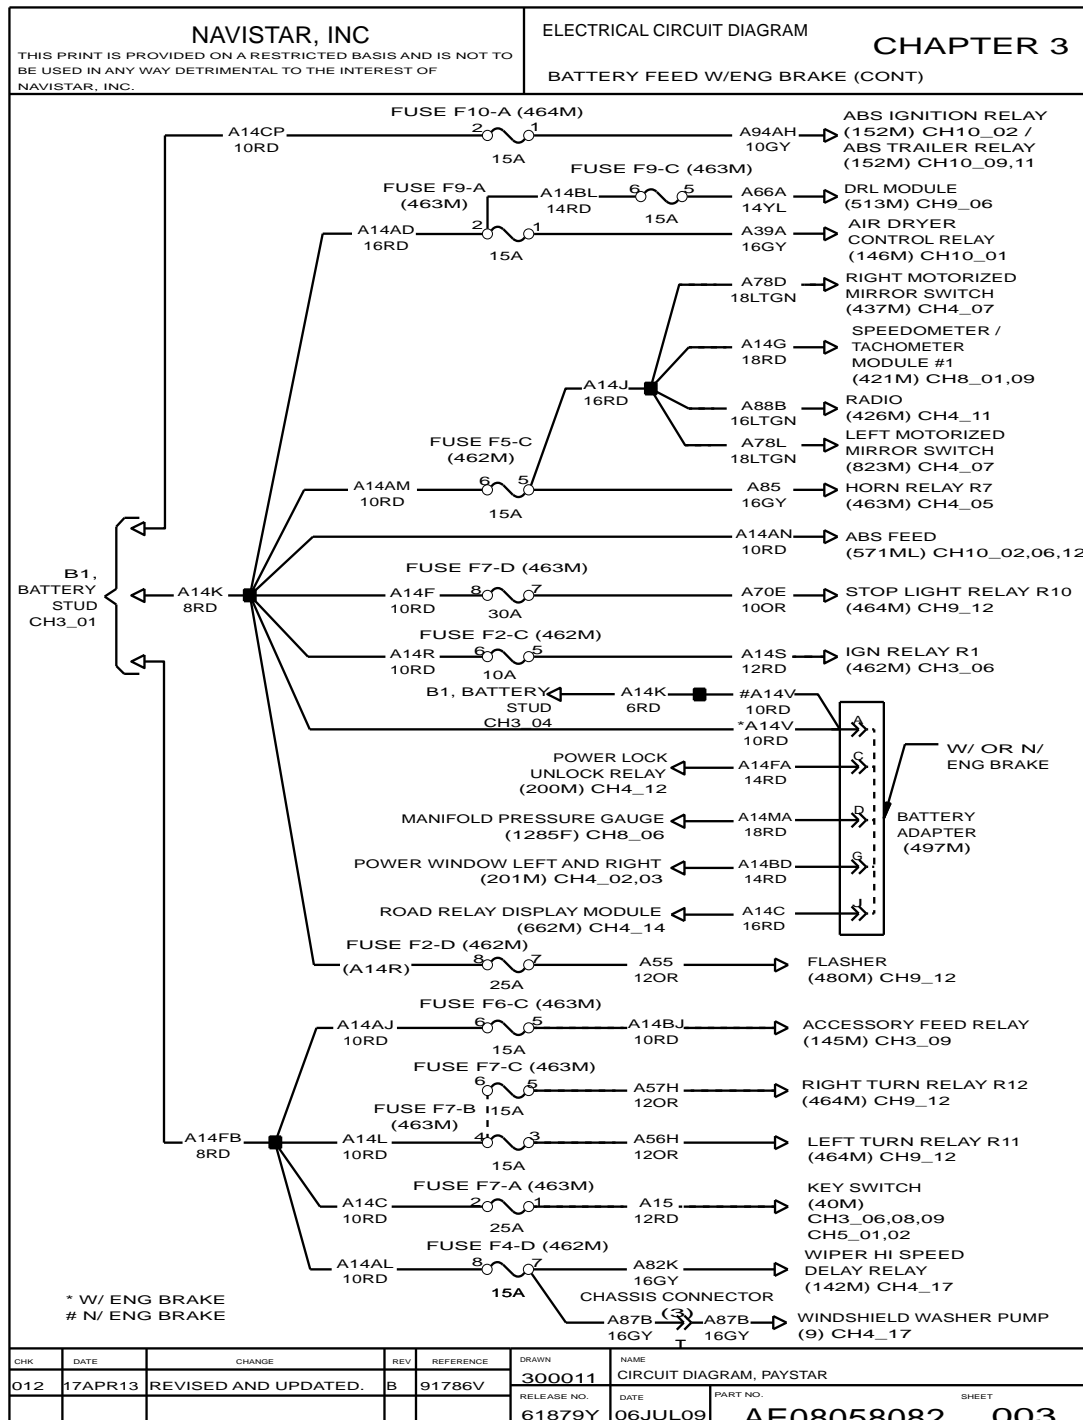 NAVISTAR, INC
THIS PRINT IS PROVIDED ON A RESTRICTED BASIS AND IS NOT TO
BE USED IN ANY WAY DETRIMENTAL TO THE INTEREST OF
NAVISTAR, INC.
ELECTRICAL CIRCUIT DIAGRAM
CHAPTER 3
BATTERY FEED W/ENG BRAKE (CONT)
FUSE F10-A (464M)
A14CP
10RD
2
1
15A
A94AH
10GY
ABS IGNITION RELAY
(152M) CH10_02 /
ABS TRAILER RELAY
(152M) CH10_09,11
FUSE F9-C (463M)
FUSE F9-A
(463M)
A14BL
14RD
6
5
15A
A66A
14YL
DRL MODULE
(513M) CH9_06
A14AD
16RD
2
1
15A
A39A
16GY
AIR DRYER
CONTROL RELAY
(146M) CH10_01
A78D
18LTGN
RIGHT MOTORIZED
MIRROR SWITCH
(437M) CH4_07
A14G
18RD
SPEEDOMETER /
TACHOMETER
MODULE #1
(421M) CH8_01,09
A14J
16RD
A88B
16LTGN
RADIO
(426M) CH4_11
FUSE F5-C
(462M)
A78L
18LTGN
LEFT MOTORIZED
MIRROR SWITCH
(823M) CH4_07
A14AM
10RD
6
5
15A
A85
16GY
HORN RELAY R7
(463M) CH4_05
A14AN
10RD
ABS FEED
(571ML) CH10_02,06,12
B1,
BATTERY
STUD
CH3_01
A14K
8RD
FUSE F7-D (463M)
A14F
10RD
8
7
30A
A70E
10OR
STOP LIGHT RELAY R10
(464M) CH9_12
FUSE F2-C (462M)
A14R
10RD
6
5
10A
A14S
12RD
IGN RELAY R1
(462M) CH3_06
B1, BATTERY
STUD
CH3_04
A14K
6RD
#A14V
10RD
*A14V
10RD
A
W/ OR N/
ENG BRAKE
POWER LOCK
UNLOCK RELAY
(200M) CH4_12
A14FA
14RD
C
MANIFOLD PRESSURE GAUGE
(1285F) CH8_06
A14MA
18RD
D
BATTERY
ADAPTER
(497M)
POWER WINDOW LEFT AND RIGHT
(201M) CH4_02,03
A14BD
14RD
G
ROAD RELAY DISPLAY MODULE
(662M) CH4_14
A14C
16RD
J
FUSE F2-D (462M)
(A14R)
8
7
25A
A55
12OR
FLASHER
(480M) CH9_12
FUSE F6-C (463M)
A14AJ
10RD
6
5
15A
A14BJ
10RD
ACCESSORY FEED RELAY
(145M) CH3_09
FUSE F7-C (463M)
6
5
15A
A57H
12OR
RIGHT TURN RELAY R12
(464M) CH9_12
FUSE F7-B
(463M)
A14FB
8RD
A14L
10RD
4
3
15A
A56H
12OR
LEFT TURN RELAY R11
(464M) CH9_12
FUSE F7-A (463M)
A14C
10RD
2
1
25A
A15
12RD
KEY SWITCH
(40M)
CH3_06,08,09
CH5_01,02
FUSE F4-D (462M)
A14AL
10RD
8
7
15A
A82K
16GY
WIPER HI SPEED
DELAY RELAY
(142M) CH4_17
CHASSIS CONNECTOR
(3)
A87B
16GY
A87B
16GY
WINDSHIELD WASHER PUMP
(9) CH4_17
* W/ ENG BRAKE
# N/ ENG BRAKE
CHK DATE CHANGE REV REFERENCE
012 17APR13 REVISED AND UPDATED. B 91786V
DRAWN
300011
NAME
CIRCUIT DIAGRAM, PAYSTAR
RELEASE NO.
61879Y
DATE
06JUL09
PART NO.
AE08058082
SHEET
003